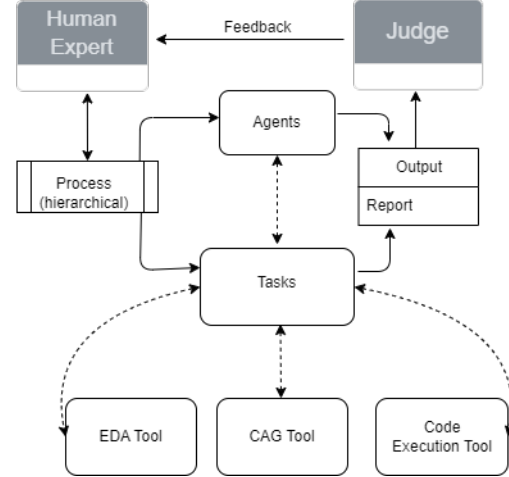 Human
Expert
Feedback
Judge
Agents
Process
(hierarchical)
Output
Report
Tasks
EDA Tool
CAG Tool
Code
Execution Tool